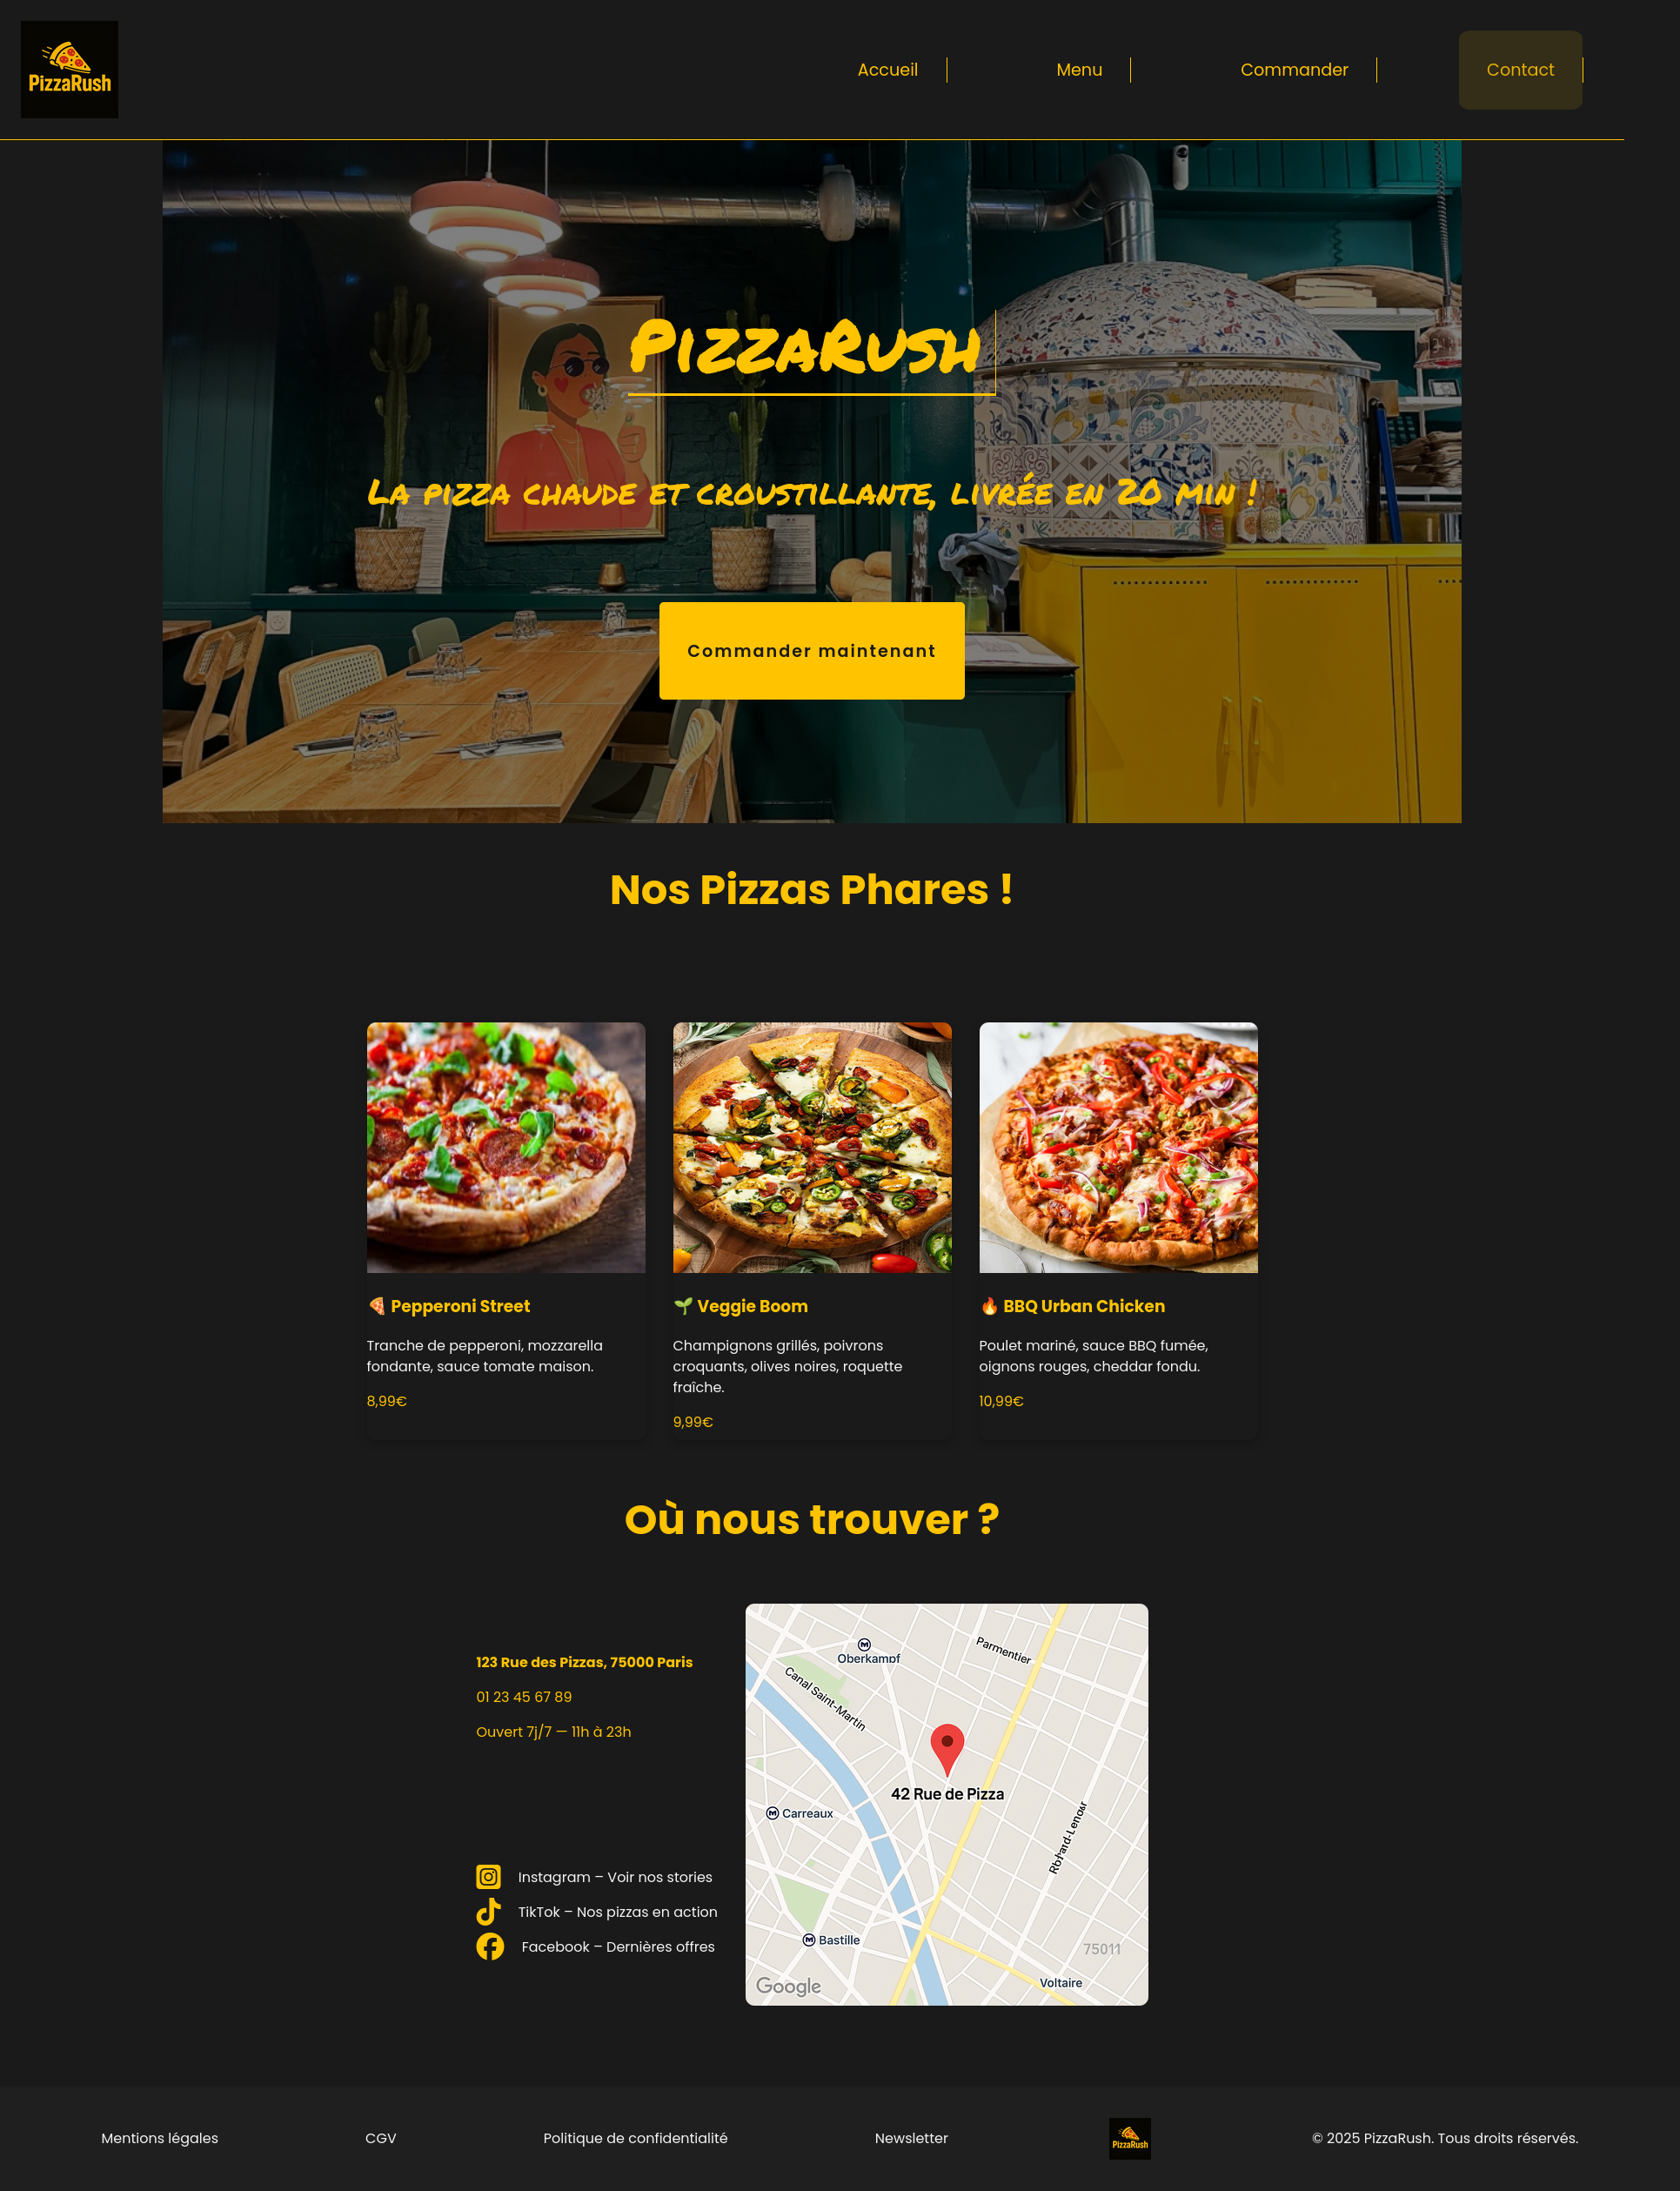 PizzaRush
Accueil
Menu
Commander
Contact
PizzaRush
La pizza chaude et croustillante, livrée en 20 min !
Commander maintenant
Nos Pizzas Phares !
🍕 Pepperoni Street
Tranche de pepperoni, mozzarella
fondante, sauce tomate maison.
8,99€
🌱 Veggie Boom
Champignons grillés, poivrons
croquants, olives noires, roquette
fraîche.
9,99€
🔥 BBQ Urban Chicken
Poulet mariné, sauce BBQ fumée,
oignons rouges, cheddar fondu.
10,99€
Où nous trouver ?
123 Rue des Pizzas, 75000 Paris
01 23 45 67 89
Ouvert 7j/7 — 11h à 23h
Instagram – Voir nos stories
TikTok – Nos pizzas en action
Facebook – Dernières offres
Parmentier
Oberkampf
Canal Saint-Martin
42 Rue de Pizza
Carreaux
Bastille
75011
Voltaire
Google
Mentions légales
CGV
Politique de confidentialité
Newsletter
PizzaRush
© 2025 PizzaRush. Tous droits réservés.